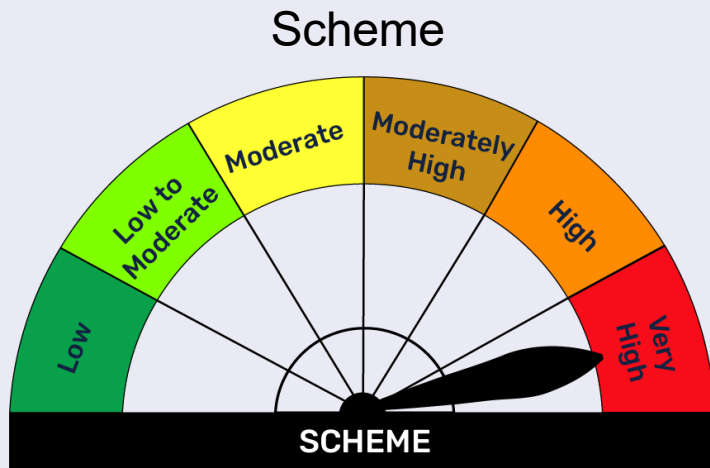 Scheme
Low
Low to
Moderate
Moderate
Moderately
High
High
Very
High
SCHEME